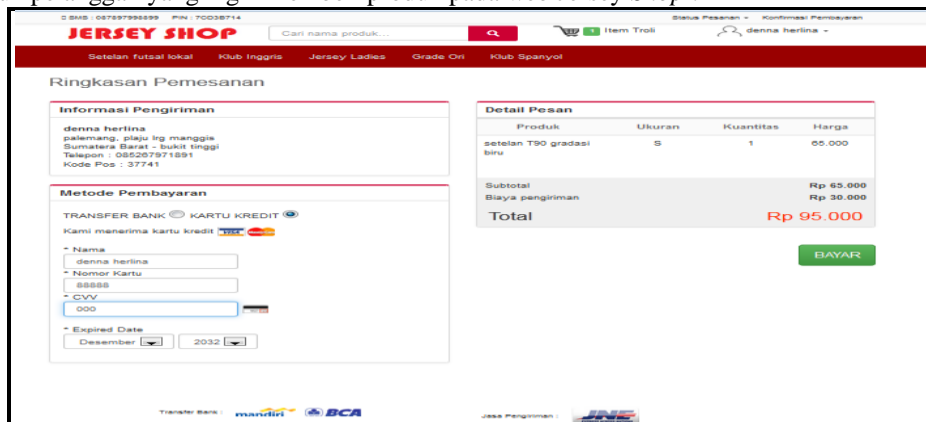 yang ingin
produk pada web Jersey Shop.
SMS : 087897998899 PIN : 7CD3B714
Status Pesanan Konfirmasi Pembayaran
JERSEY SHOP
Cari nama produk...
1 Item Troli
denna herlina
Setelan futsal lokal Klub Inggris Jersey Ladies Grade Ori Klub Spanyol
Ringkasan Pemesanan
Informasi Pengiriman
denna herlina
palemang, plaju lrg manggis
Sumatera Barat - bukit tinggi
Telepon : 085267971891
Kode Pos : 37741
Metode Pembayaran
TRANSFER BANK KARTU KREDIT
Kami menerima kartu kredit VISA
* Nama
denna herlina
* Nomor Kartu
88888
* CVV
000
* Expired Date
Desember 2032
Detail Pesan
Produk Ukuran Kuantitas Harga
setelan T90 gradasi S 1 65.000
biru
Subtotal Rp 65.000
Biaya pengiriman Rp 30.000
Total Rp 95.000
BAYAR
Transfer Bank : mandiri BCA
Jasa Pengiriman : JNE